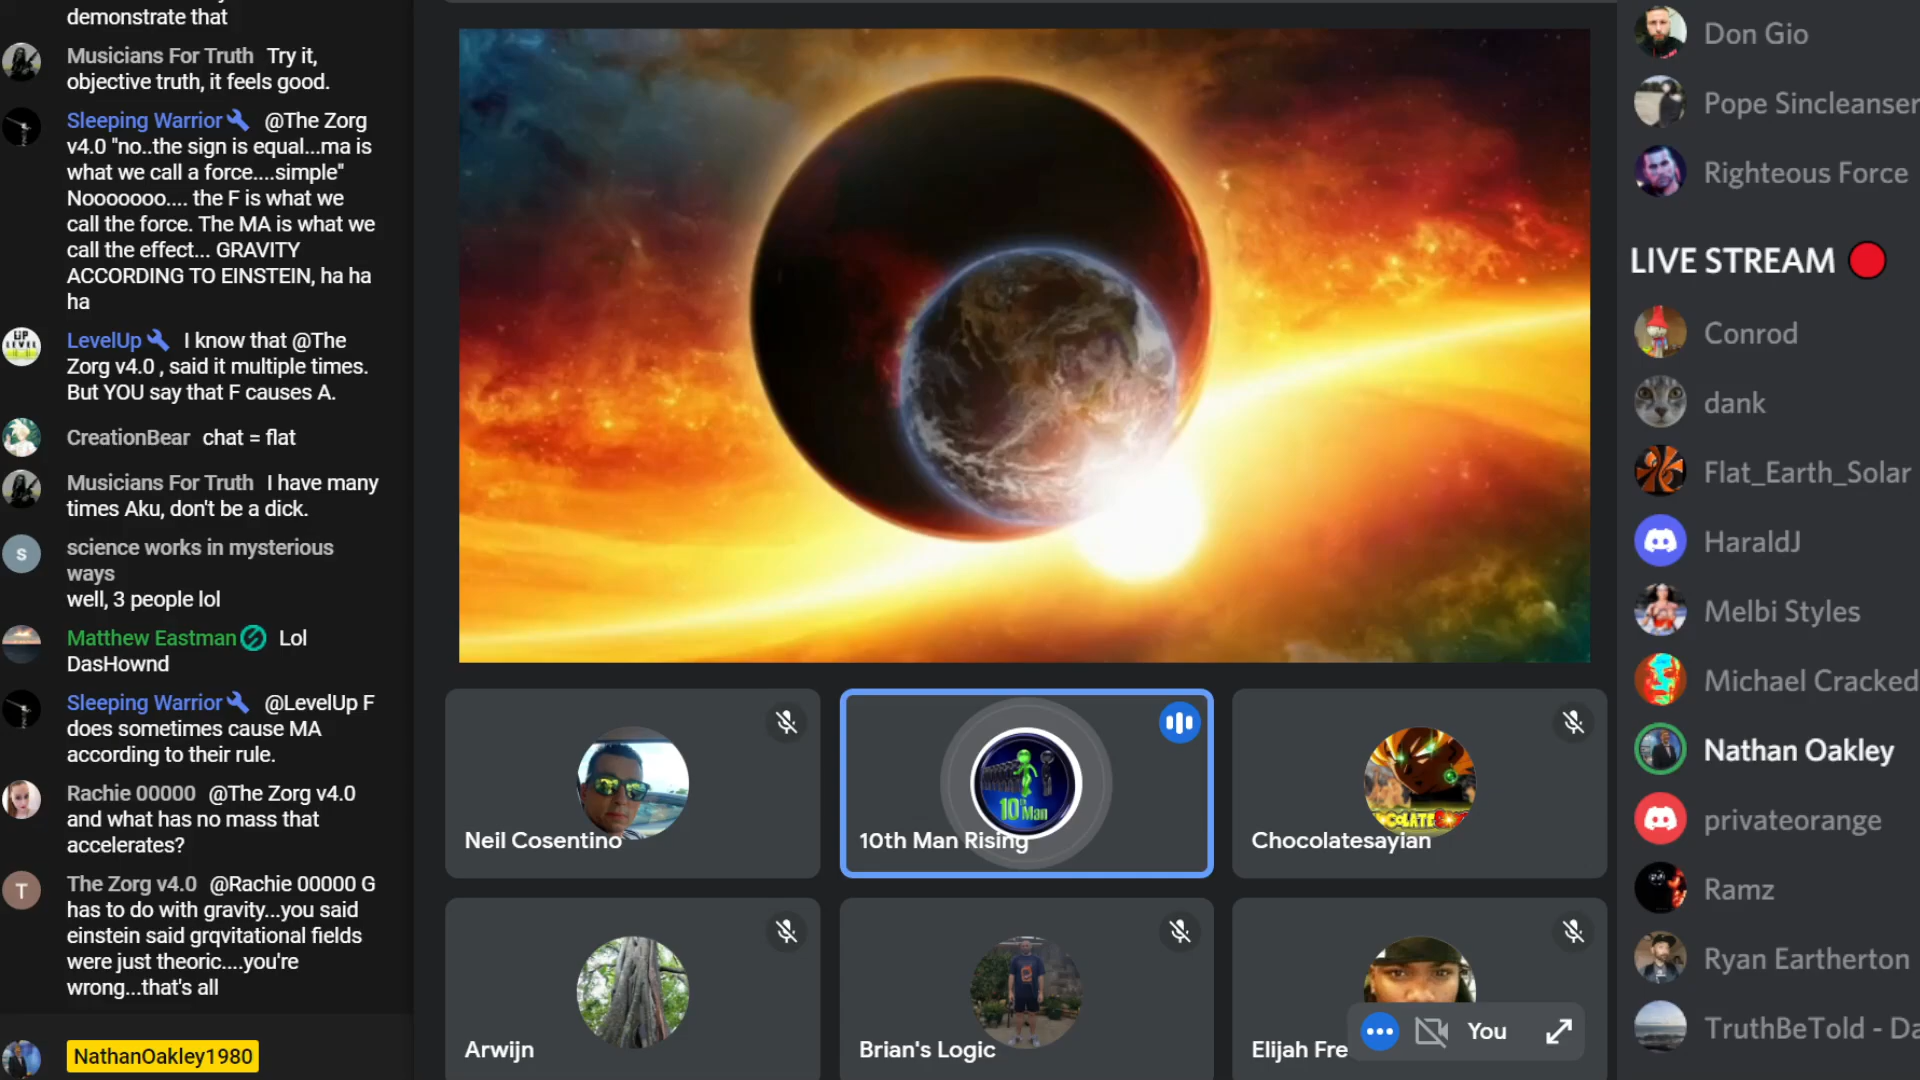 demonstrate that
Musicians For Truth Try it,
objective truth, it feels good.
Sleeping Warrior @The Zorg
v4.0 "no..the sign is equal...ma is
what we call a force....simple"
Nooooooo.... the F is what we
call the force. The MA is what we
call the effect... GRAVITY
ACCORDING TO EINSTEIN, ha ha
ha
UP
LEVEL
LevelUp I know that @The
Zorg v4.0 , said it multiple times.
But YOU say that F causes A.
CreationBear chat = flat
Musicians For Truth I have many
times Aku, don't be a dick.
s
science works in mysterious
ways
well, 3 people lol
Matthew Eastman Lol
DasHownd
Sleeping Warrior @LevelUp F
does sometimes cause MA
according to their rule.
Rachie 00000 @The Zorg v4.0
and what has no mass that
accelerates?
T
The Zorg v4.0 @Rachie 00000 G
has to do with gravity...you said
einstein said grqvitational fields
were just theoric....you're
wrong...that's all
NathanOakley1980
Neil Cosentino
10th Man
10th Man Rising
Chocolatesayian
Arwijn
Brian's Logic
Elijah Fre
You
Don Gio
Pope Sincleanser
Righteous Force
LIVE STREAM
Conrod
dank
Flat_Earth_Solar
HaraldJ
Melbi Styles
Michael Cracked
Nathan Oakley
privateorange
Ramz
Ryan Eartherton
TruthBeTold - Da